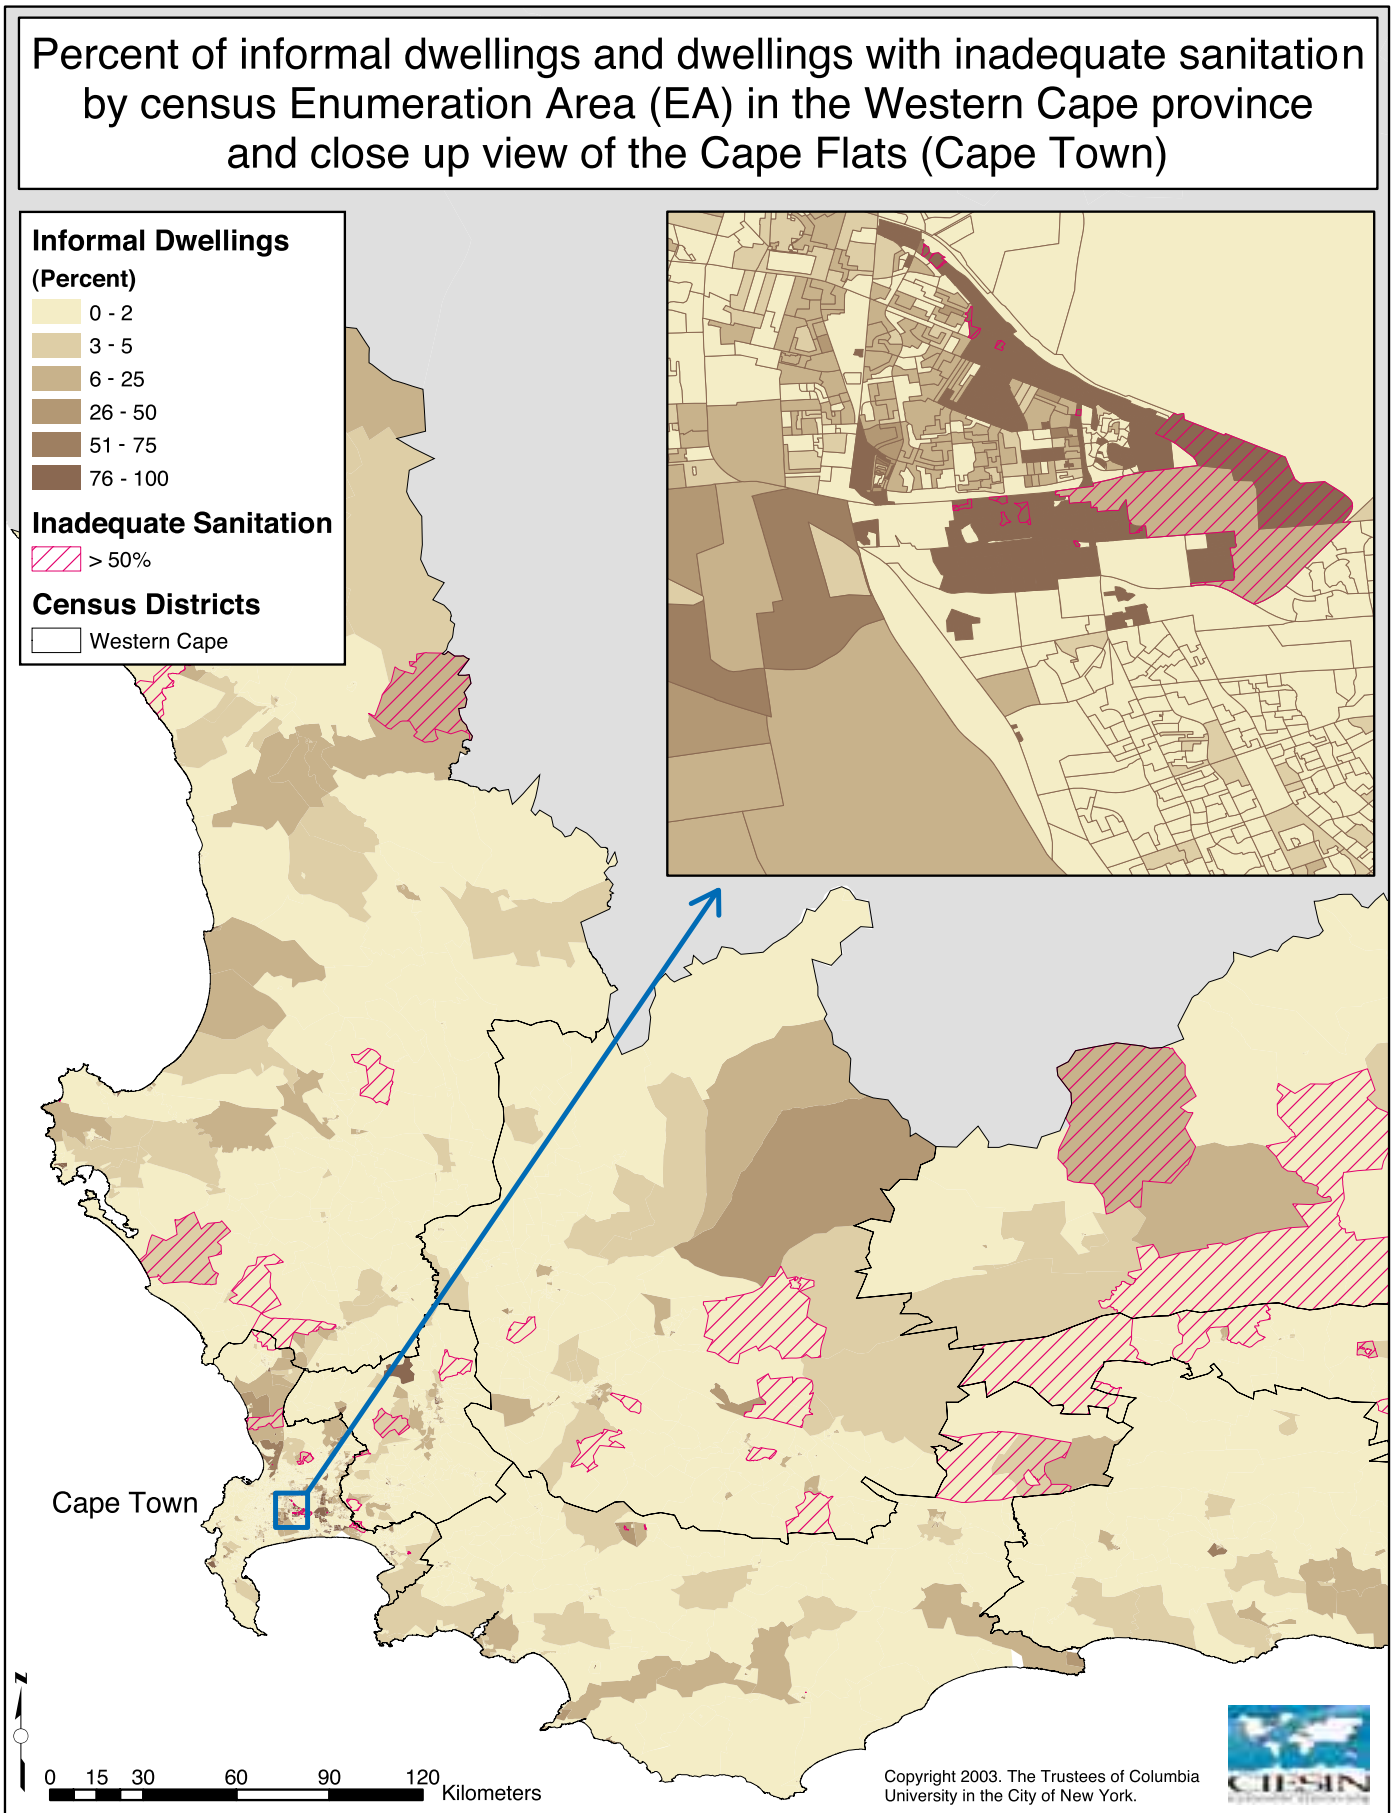 Percent of informal dwellings and dwellings with inadequate sanitation
by census Enumeration Area (EA) in the Western Cape province
and close up view of the Cape Flats (Cape Town)
Informal Dwellings
(Percent)
0 - 2
3 - 5
6 - 25
26 - 50
51 - 75
76 - 100
Inadequate Sanitation
> 50%
Census Districts
Western Cape
Cape Town
N
0 15 30 60 90 120
Kilometers
Copyright 2003. The Trustees of Columbia
University in the City of New York.
CIESIN